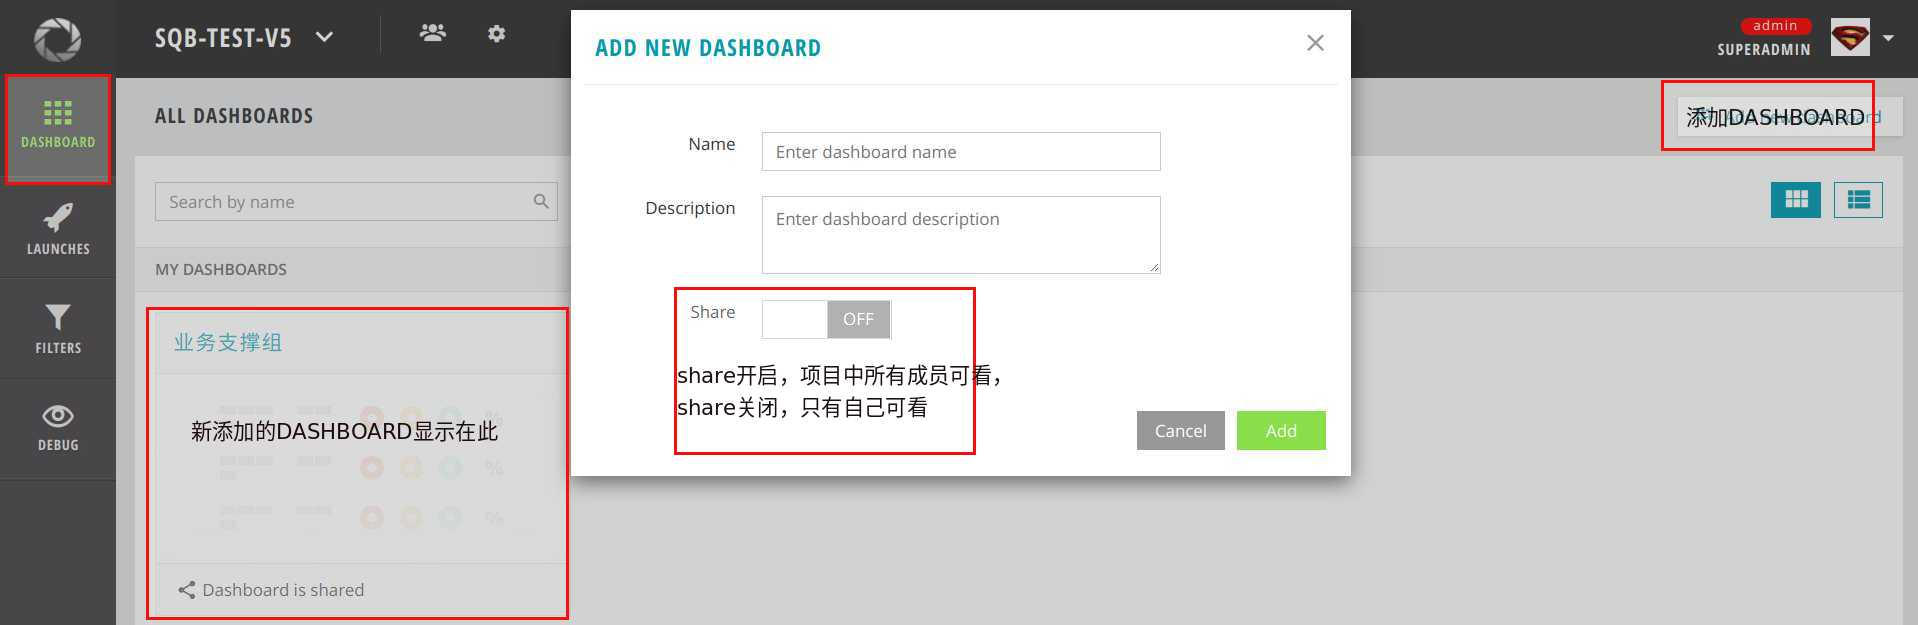 SQB-TEST-V5
admin
SUPERADMIN
DASHBOARD
LAUNCHES
FILTERS
DEBUG
ALL DASHBOARDS
添加DASHBOARD
Search by name
MY DASHBOARDS
业务支撑组
新添加的DASHBOARD显示在此
%
%
%
Dashboard is shared
ADD NEW DASHBOARD
Name
Enter dashboard name
Description
Enter dashboard description
Share
OFF
share开启，项目中所有成员可看，
share关闭，只有自己可看
Cancel
Add